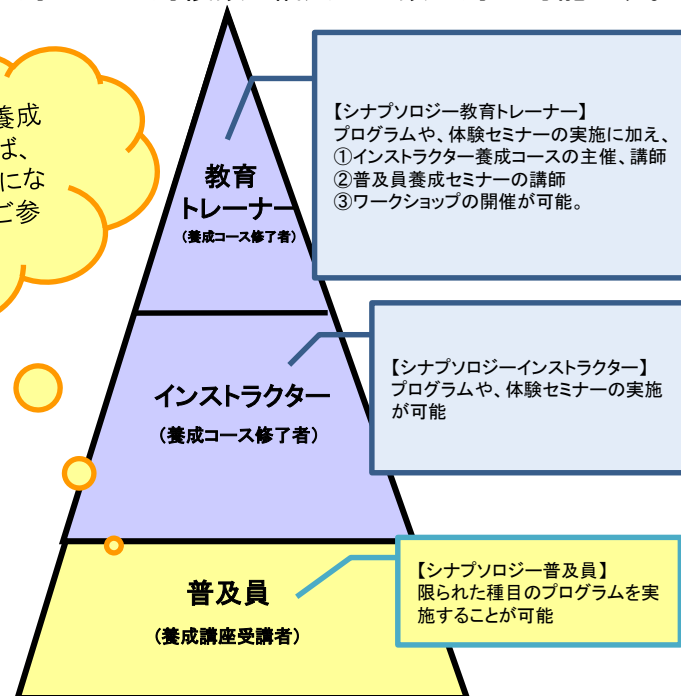 養成
ば、
にな
ご参
教育
トレーナー
(養成コース修了者)
【シナプソロジー教育トレーナー】
プログラムや、体験セミナーの実施に加え、
①インストラクター養成コースの主催、講師
②普及員養成セミナーの講師
③ワークショップの開催が可能。
インストラクター
(養成コース修了者)
【シナプソロジーインストラクター】
プログラムや、体験セミナーの実施
が可能
普及員
(養成講座受講者)
【シナプソロジー普及員】
限られた種目のプログラムを実
施することが可能